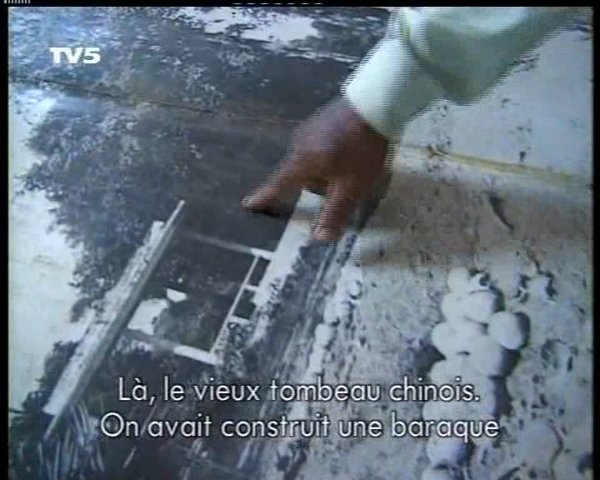 TV5
Là, le vieux tombeau chinois.
On avait construit une baraque